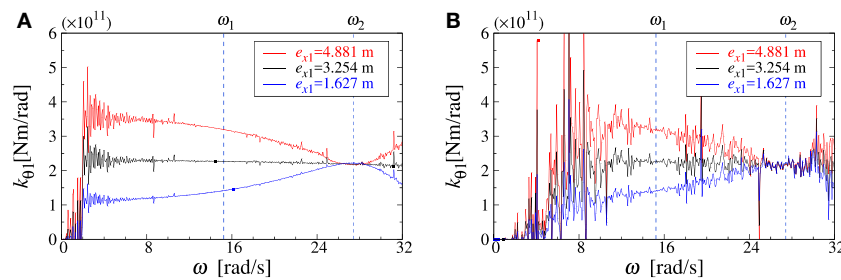 A
(×10¹¹)
ω₁
ω₂
6
5
4
3
2
1
0
kθ1[Nm/rad]
eₓ₁=4.881 m
eₓ₁=3.254 m
eₓ₁=1.627 m
0 8 16 24 32
ω [rad/s]
B
(×10¹¹)
ω₁
ω₂
6
5
4
3
2
1
0
kθ1[Nm/rad]
eₓ₁=4.881 m
eₓ₁=3.254 m
eₓ₁=1.627 m
0 8 16 24 32
ω [rad/s]